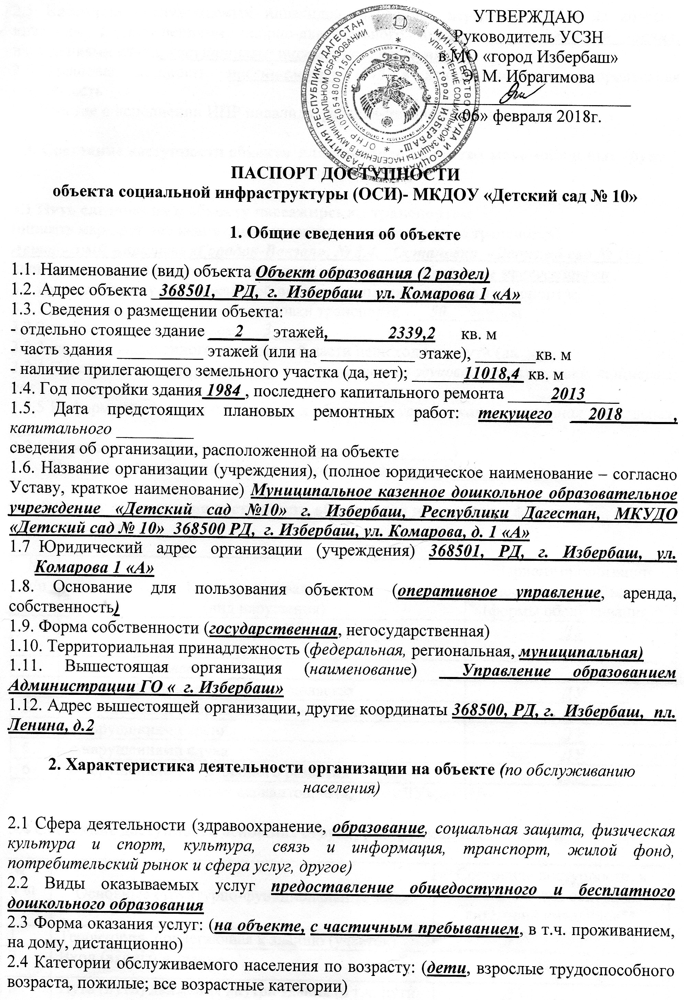 УТВЕРЖДАЮ
Руководитель УСЗН
в МО «город Избербаш»
Э. М. Ибрагимова
«06» февраля 2018г.
МИНИСТЕРСТВО ТРУДА И СОЦИАЛЬНОГО РАЗВИТИЯ РЕСПУБЛИКИ ДАГЕСТАН
УПРАВЛЕНИЕ СОЦИАЛЬНОЙ ЗАЩИТЫ НАСЕЛЕНИЯ В МУНИЦИПАЛЬНОМ ОБРАЗОВАНИИ
"город ИЗБЕРБАШ"
* ОГНР 1060548000150 *
ПАСПОРТ ДОСТУПНОСТИ
объекта социальной инфраструктуры (ОСИ)- МКДОУ «Детский сад № 10»
1. Общие сведения об объекте
1.1. Наименование (вид) объекта Объект образования (2 раздел)
1.2. Адрес объекта 368501, РД, г. Избербаш ул. Комарова 1 «А»
1.3. Сведения о размещении объекта:
- отдельно стоящее здание ___2___ этажей, 2339,2 кв. м
- часть здания __________ этажей (или на ___________ этаже), _______кв. м
- наличие прилегающего земельного участка (да, нет); ______11018,4 кв. м
1.4. Год постройки здания 1984 , последнего капитального ремонта _____2013____
1.5. Дата предстоящих плановых ремонтных работ: текущего 2018 ,
капитального _________
сведения об организации, расположенной на объекте
1.6. Название организации (учреждения), (полное юридическое наименование – согласно
Уставу, краткое наименование) Муниципальное казенное дошкольное образовательное
учреждение «Детский сад №10» г. Избербаш, Республики Дагестан, МКУДО
«Детский сад № 10» 368500 РД, г. Избербаш, ул. Комарова, д. 1 «А»
1.7 Юридический адрес организации (учреждения) 368501, РД, г. Избербаш, ул.
Комарова 1 «А»
1.8. Основание для пользования объектом (оперативное управление, аренда,
собственность)
1.9. Форма собственности (государственная, негосударственная)
1.10. Территориальная принадлежность (федеральная, региональная, муниципальная)
1.11. Вышестоящая организация (наименование) Управление образованием
Администрации ГО « г. Избербаш»
1.12. Адрес вышестоящей организации, другие координаты 368500, РД, г. Избербаш, пл.
Ленина, д.2
2. Характеристика деятельности организации на объекте (по обслуживанию
населения)
2.1 Сфера деятельности (здравоохранение, образование, социальная защита, физическая
культура и спорт, культура, связь и информация, транспорт, жилой фонд,
потребительский рынок и сфера услуг, другое)
2.2 Виды оказываемых услуг предоставление общедоступного и бесплатного
дошкольного образования
2.3 Форма оказания услуг: (на объекте, с частичным пребыванием, в т.ч. проживанием,
на дому, дистанционно)
2.4 Категории обслуживаемого населения по возрасту: (дети, взрослые трудоспособного
возраста, пожилые; все возрастные категории)